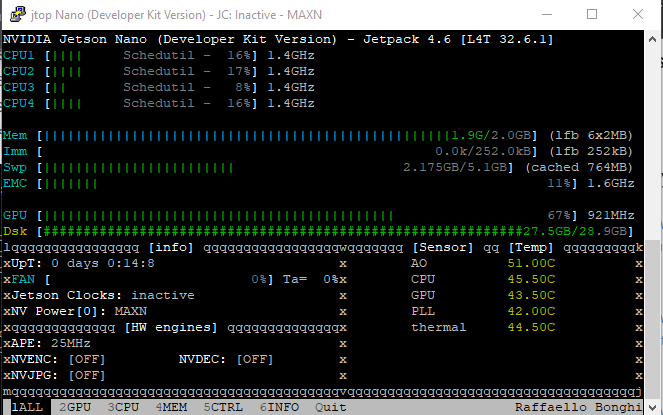 jtop Nano (Developer Kit Version) - JC: Inactive - MAXN
NVIDIA Jetson Nano (Developer Kit Version) - Jetpack 4.6 [L4T 32.6.1]
CPU1 [|||| Schedutil - 16%] 1.4GHz
CPU2 [|||| Schedutil - 17%] 1.4GHz
CPU3 [|| Schedutil - 8%] 1.4GHz
CPU4 [|||| Schedutil - 16%] 1.4GHz
Mem [||||||||||||||||||||||||||||||||||||||||||||||||||||1.9G/2.0GB] (lfb 6x2MB)
Imm [ 0.0k/252.0kB] (lfb 252kB)
Swp [|||||||||||||||||||||||| 2.175GB/5.1GB] (cached 764MB)
EMC [||||||| 11%] 1.6GHz
GPU [|||||||||||||||||||||||||||||||||||||||||||| 67%] 921MHz
Dsk [#############################################################27.5GB/28.9GB]
lqqqqqqqqqqqqqqqq [info] qqqqqqqqqqqqqqqqqwqqqqqqq [Sensor] qq [Temp] qqqqqqqqqk
xUpT: 0 days 0:14:8 x AO 51.00C x
xFAN [ 0%] Ta= 0%x CPU 45.50C x
xJetson Clocks: inactive x GPU 43.50C x
xNV Power[0]: MAXN x PLL 42.00C x
xqqqqqqqqqqqqq [HW engines] qqqqqqqqqqqqqqx thermal 44.50C x
xAPE: 25MHz x x
xNVENC: [OFF] NVDEC: [OFF] x x
xNVJPG: [OFF] x x
mqqqqqqqqqqqqqqqqqqqqqqqqqqqqqqqqqqqqqqqqqvqqqqqqqqqqqqqqqqqqqqqqqqqqqqqqqqqqqqqj
1ALL 2GPU 3CPU 4MEM 5CTRL 6INFO Quit Raffaello Bonghi